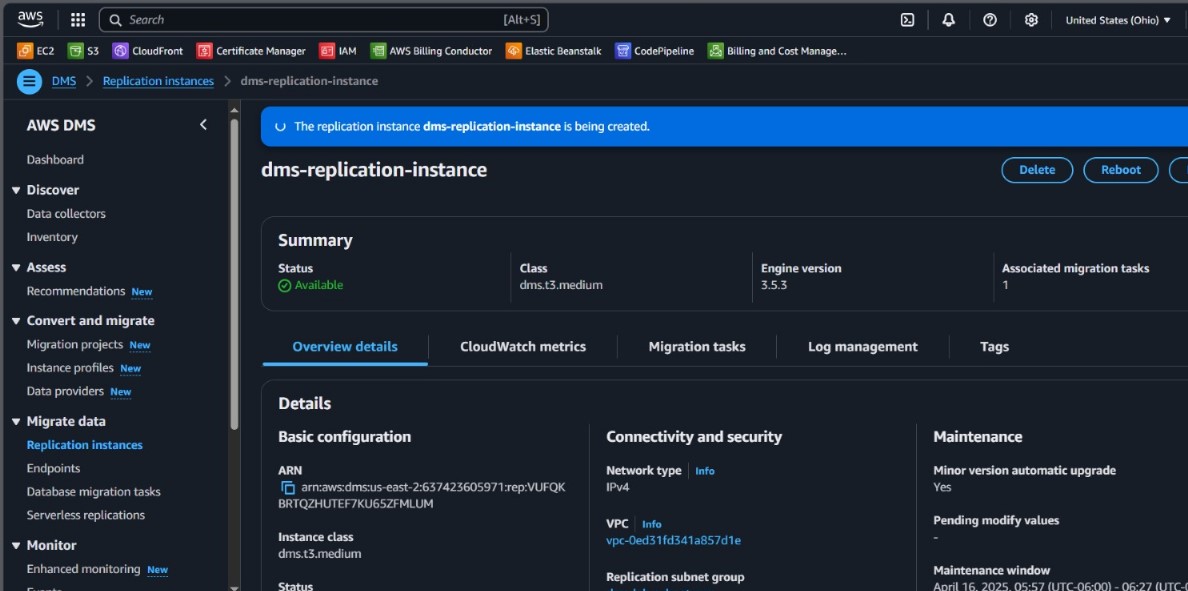 aws Search [Alt+S] United States (Ohio)
EC2 S3 CloudFront Certificate Manager IAM AWS Billing Conductor Elastic Beanstalk CodePipeline Billing and Cost Manage...
DMS > Replication instances > dms-replication-instance
AWS DMS
Dashboard
Discover
Data collectors
Inventory
Assess
Recommendations New
Convert and migrate
Migration projects New
Instance profiles New
Data providers New
Migrate data
Replication instances
Endpoints
Database migration tasks
Serverless replications
Monitor
Enhanced monitoring New
The replication instance dms-replication-instance is being created.
dms-replication-instance
Delete Reboot
Summary
Status
Available
Class
dms.t3.medium
Engine version
3.5.3
Associated migration tasks
1
Overview details CloudWatch metrics Migration tasks Log management Tags
Details
Basic configuration
ARN
arn:aws:dms:us-east-2:637423605971:rep:VUFQK
BRTQZHUTEF7KU65ZFMLUM
Instance class
dms.t3.medium
Status
Connectivity and security
Network type Info
IPv4
VPC Info
vpc-0ed31fd341a857d1e
Replication subnet group
Maintenance
Minor version automatic upgrade
Yes
Pending modify values
-
Maintenance window
April 16, 2025, 05:57 (UTC-06:00) - 06:27 (UTC-0